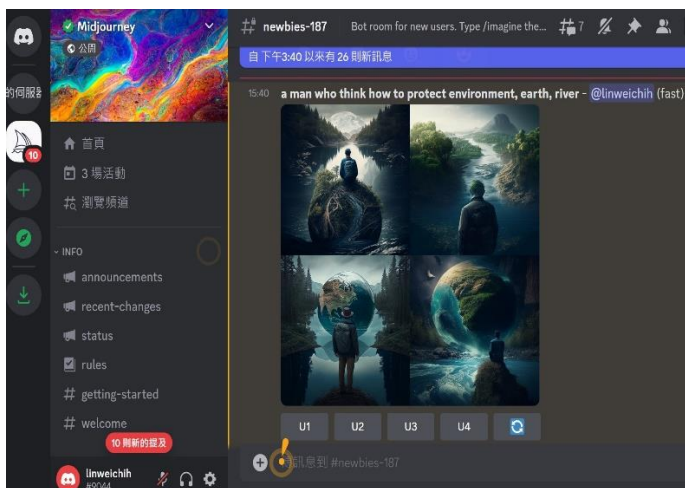 的伺服器
10
Midjourney
公開
首頁
3 場活動
瀏覽頻道
INFO
announcements
recent-changes
status
rules
getting-started
welcome
10 則新的提及
linweichih
#9044
newbies-187
Bot room for new users. Type /imagine the...
7
自 下午3:40 以來有 26 則新訊息
15:40 a man who think how to protect environment, earth, river - @linweichih (fast)
U1 U2 U3 U4
訊息到 #newbies-187